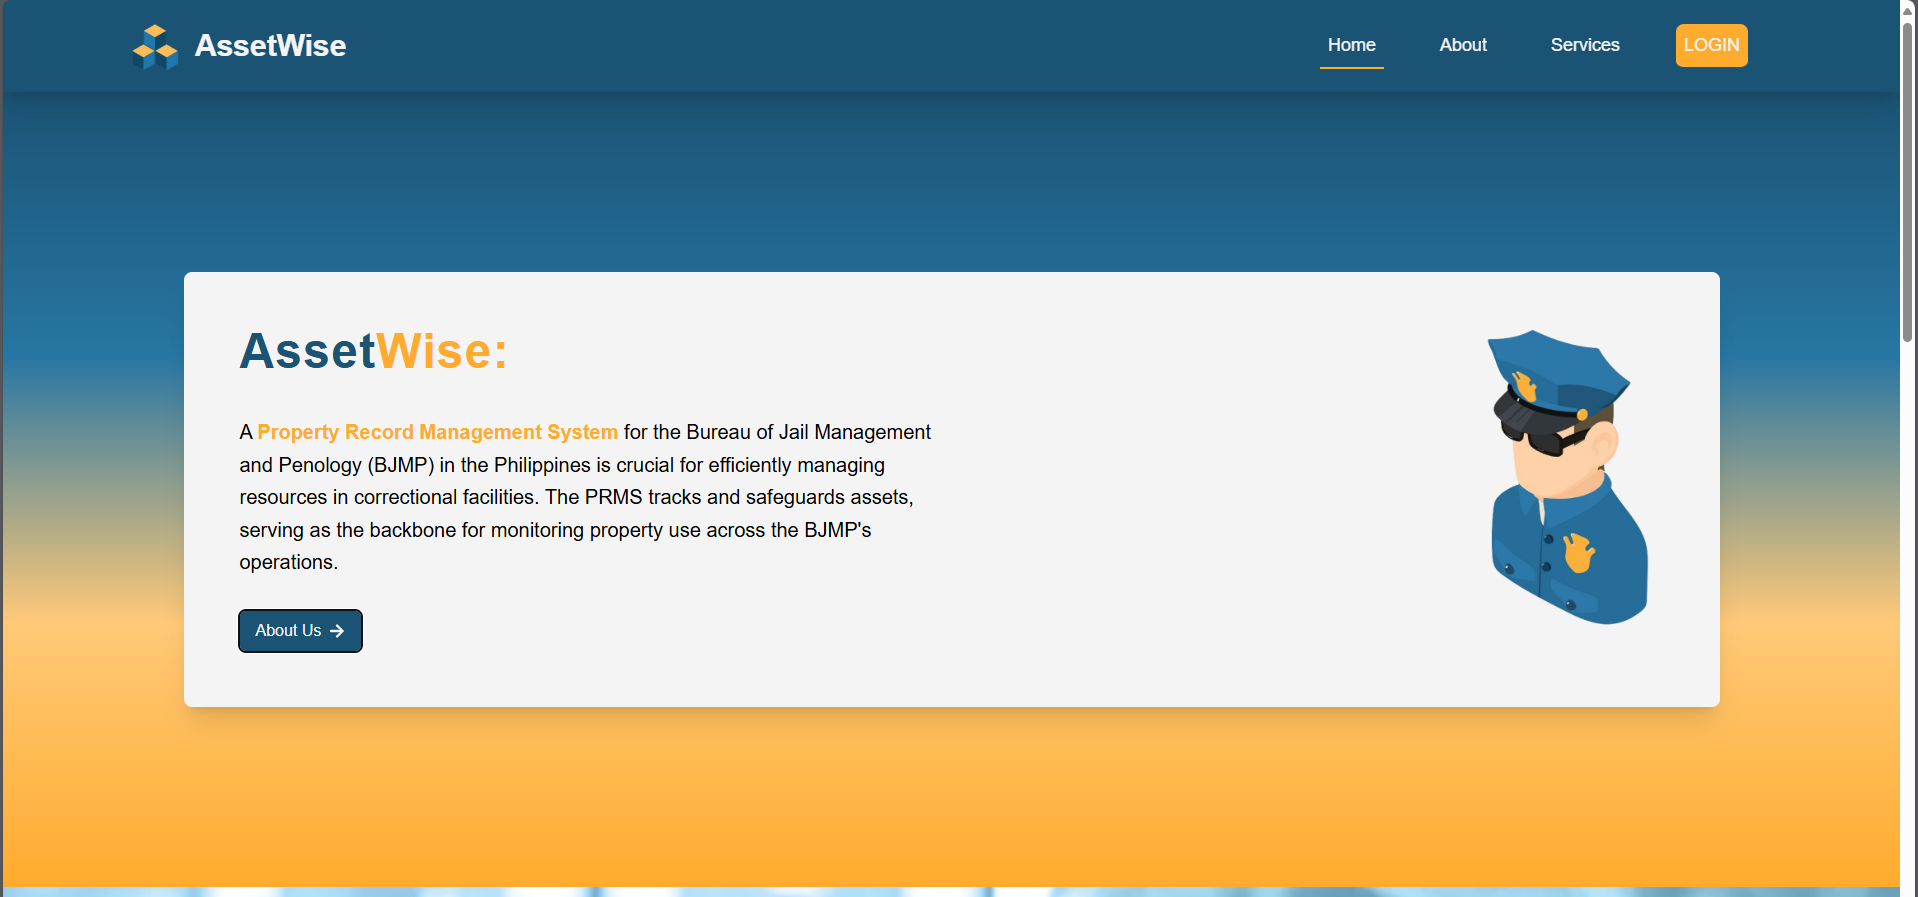 AssetWise
Home
About
Services
LOGIN
AssetWise:
A Property Record Management System for the Bureau of Jail Management
and Penology (BJMP) in the Philippines is crucial for efficiently managing
resources in correctional facilities. The PRMS tracks and safeguards assets,
serving as the backbone for monitoring property use across the BJMP's
operations.
About Us